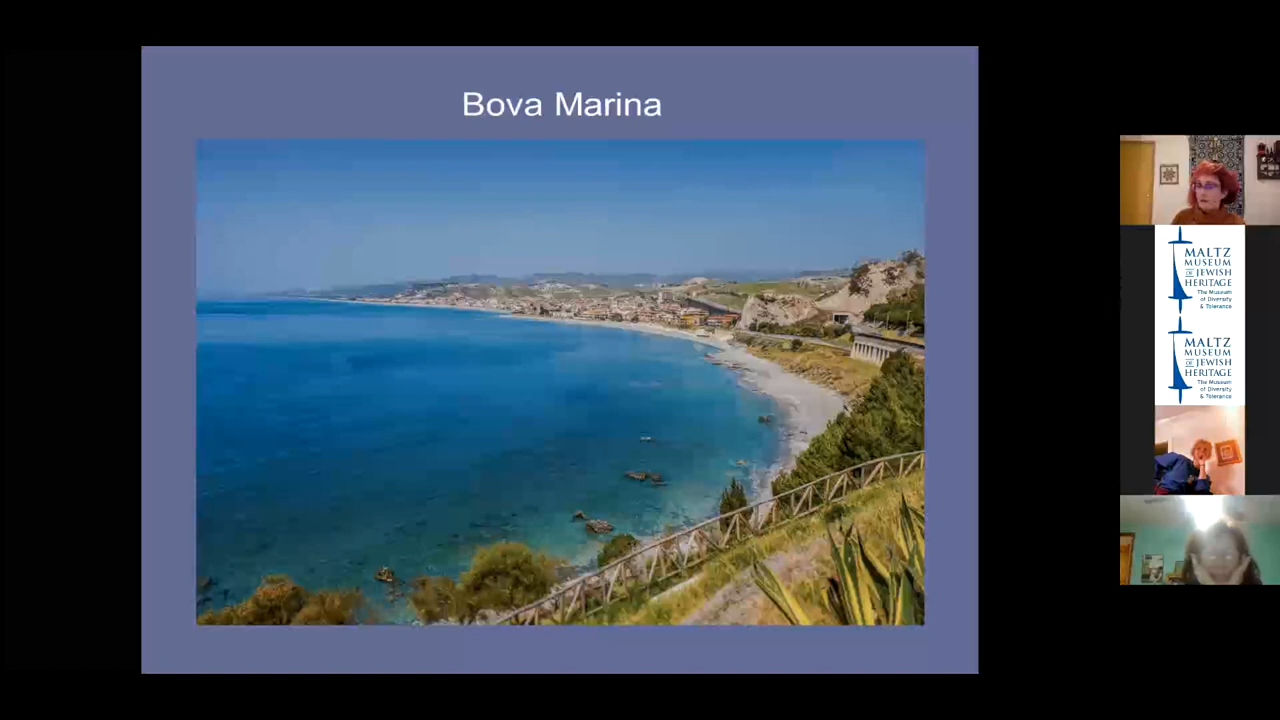 Bova Marina
MALTZ
MUSEUM
OF JEWISH
HERITAGE
The Museum
of Diversity
& Tolerance
MALTZ
MUSEUM
OF JEWISH
HERITAGE
The Museum
of Diversity
& Tolerance